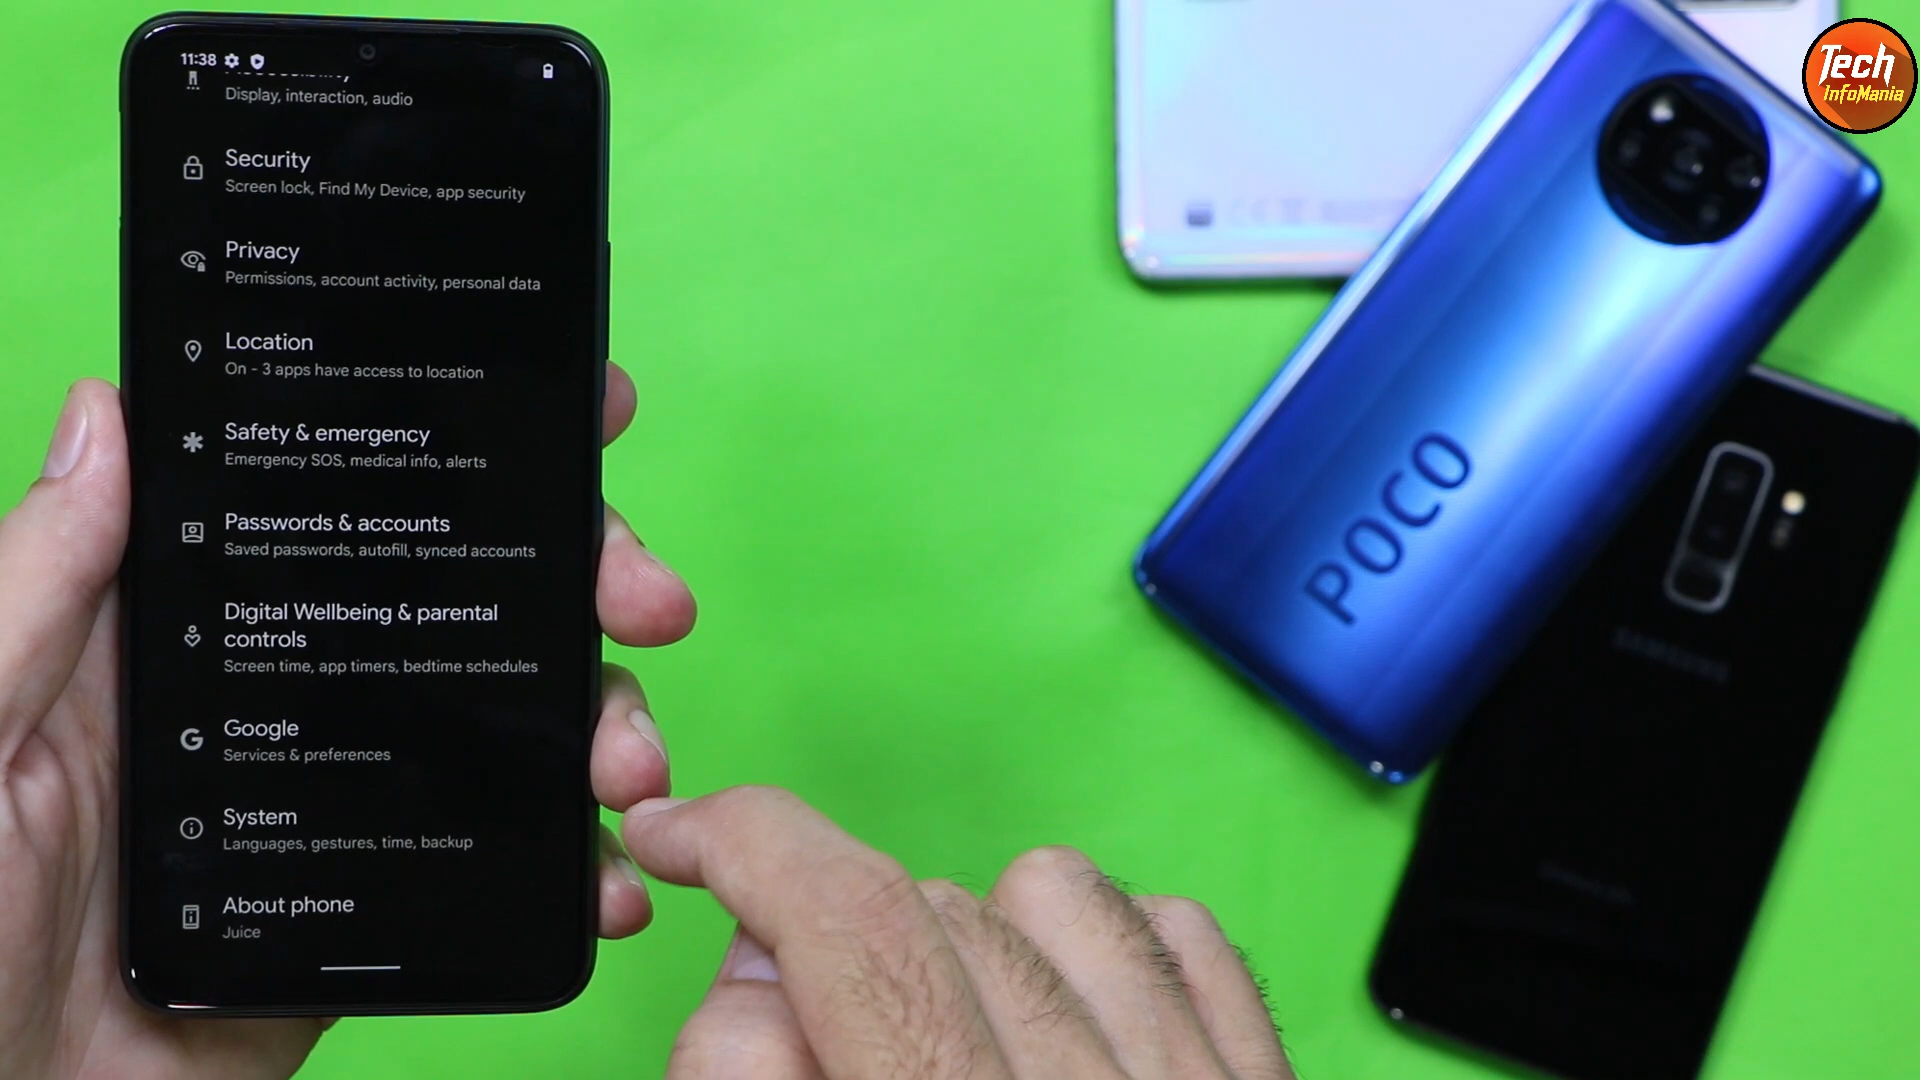 11:38
Display, interaction, audio
Security
Screen lock, Find My Device, app security
Privacy
Permissions, account activity, personal data
Location
On - 3 apps have access to location
Safety & emergency
Emergency SOS, medical info, alerts
Passwords & accounts
Saved passwords, autofill, synced accounts
Digital Wellbeing & parental
controls
Screen time, app timers, bedtime schedules
Google
Services & preferences
System
Languages, gestures, time, backup
About phone
Juice
POCO
SAMSUNG
Tech
InfoMania